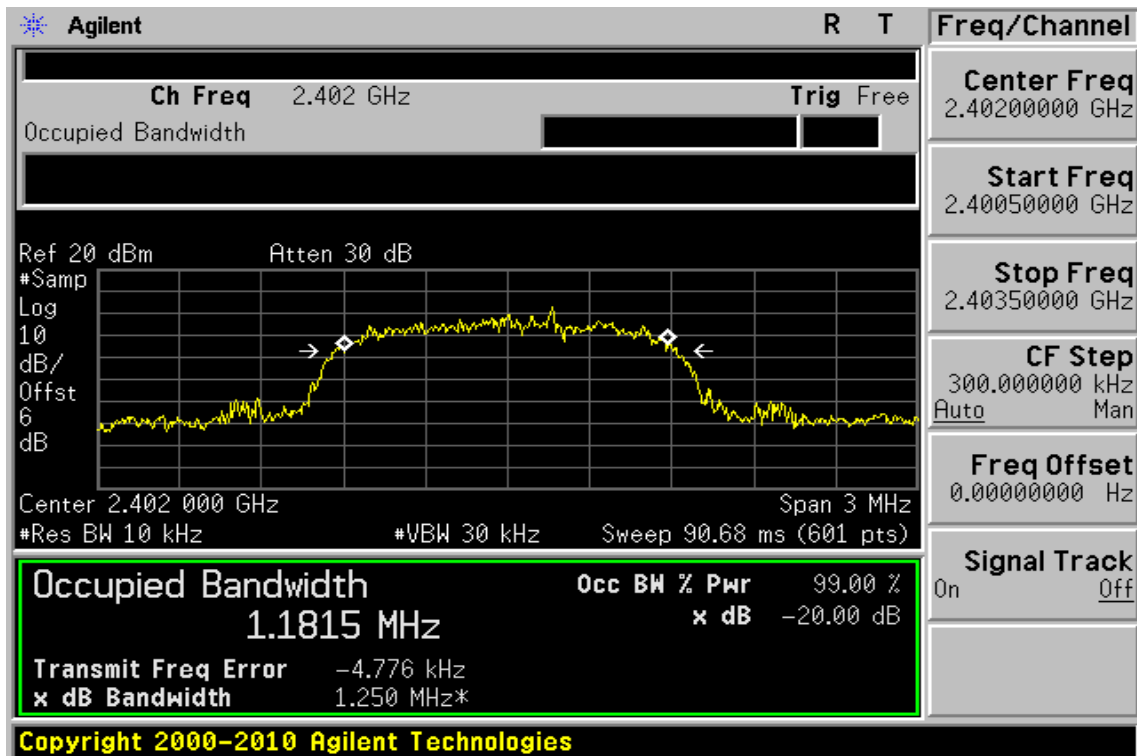 Agilent R T
Ch Freq 2.402 GHz Trig Free
Occupied Bandwidth
Ref 20 dBm Atten 30 dB
#Samp
Log
10
dB/
Offst
6
dB
Center 2.402 000 GHz Span 3 MHz
#Res BW 10 kHz #VBW 30 kHz Sweep 90.68 ms (601 pts)
Occupied Bandwidth
1.1815 MHz
Occ BW % Pwr 99.00 %
x dB -20.00 dB
Transmit Freq Error -4.776 kHz
x dB Bandwidth 1.250 MHz*
Copyright 2000-2010 Agilent Technologies
Freq/Channel
Center Freq
2.40200000 GHz
Start Freq
2.40050000 GHz
Stop Freq
2.40350000 GHz
CF Step
300.000000 kHz
Auto Man
Freq Offset
0.00000000 Hz
Signal Track
On Off